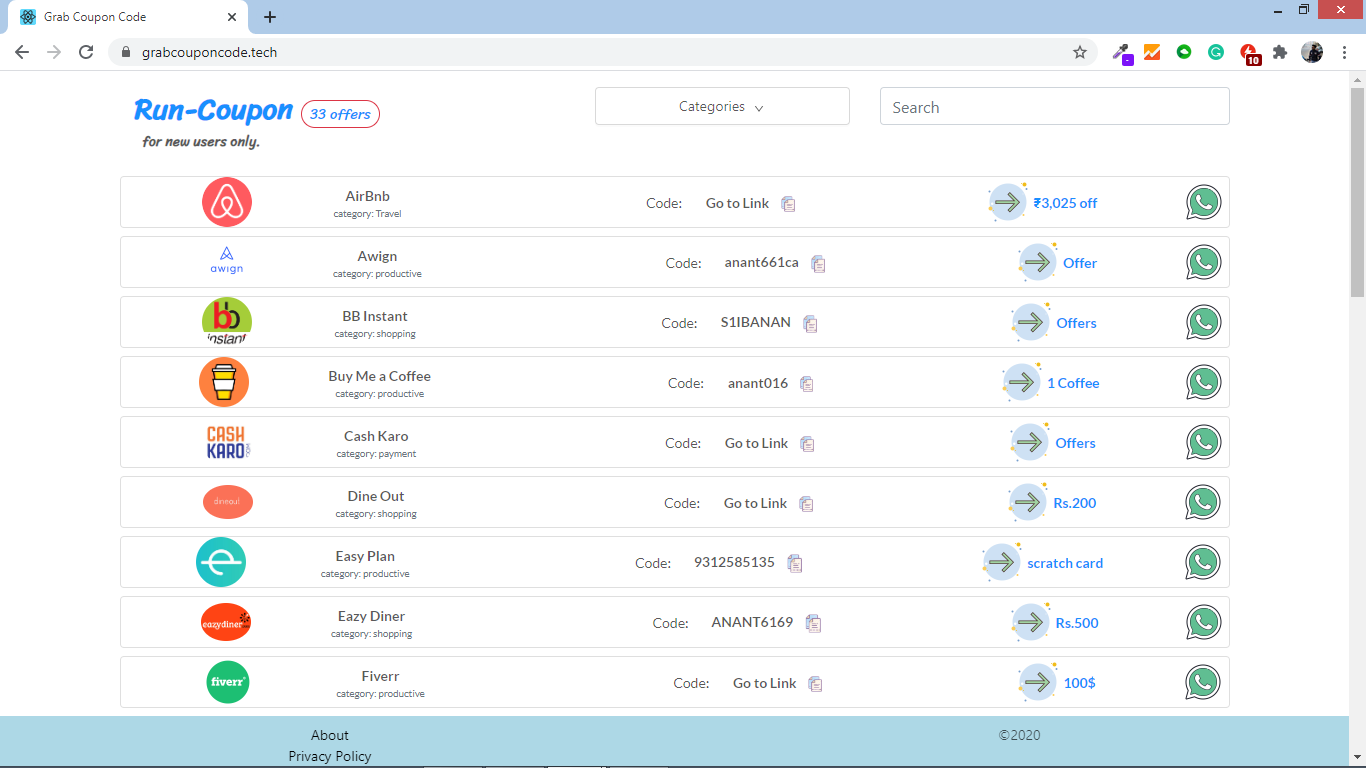 Grab Coupon Code
grabcouponcode.tech
10
Run-Coupon 33 offers
for new users only.
Categories
Search
AirBnb
category: Travel
Code: Go to Link
₹3,025 off
awign
Awign
category: productive
Code: anant661ca
Offer
bb
instant
BB Instant
category: shopping
Code: S1IBANAN
Offers
Buy Me a Coffee
category: productive
Code: anant016
1 Coffee
CASH
KARO
Cash Karo
category: payment
Code: Go to Link
Offers
dineout
Dine Out
category: shopping
Code: Go to Link
Rs.200
Easy Plan
category: productive
Code: 9312585135
scratch card
eazydiner
Eazy Diner
category: shopping
Code: ANANT6169
Rs.500
fiverr
Fiverr
category: productive
Code: Go to Link
100$
About
Privacy Policy
©2020